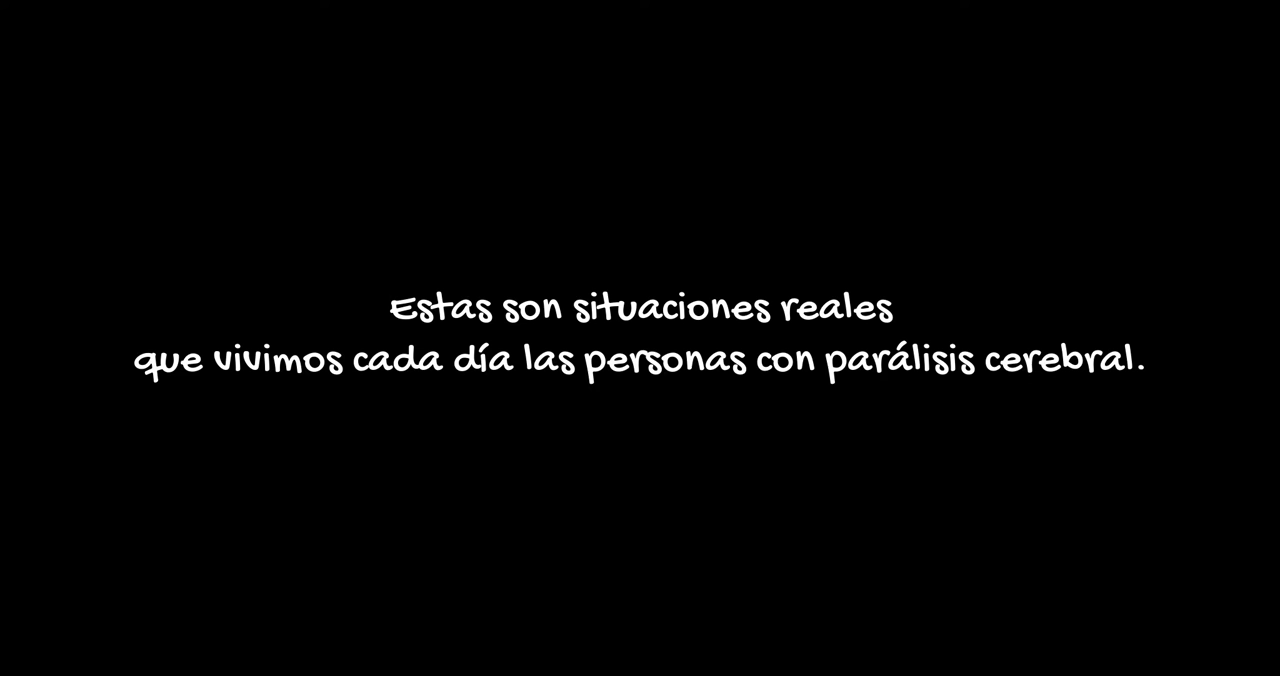 Estas son situaciones reales
que vivimos cada día las personas con parálisis cerebral.